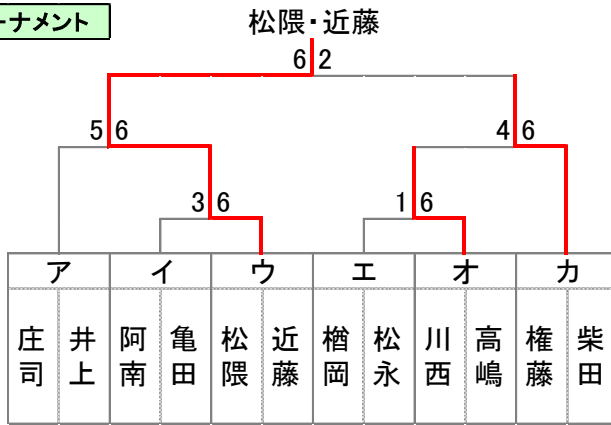 ーナメント
松隈・近藤
6 2
5 6
4 6
3 6
1 6
ア イ ウ エ オ カ
庄司 井上 阿南 亀田 松隈 近藤 楢岡 松永 川西 高嶋 権藤 柴田